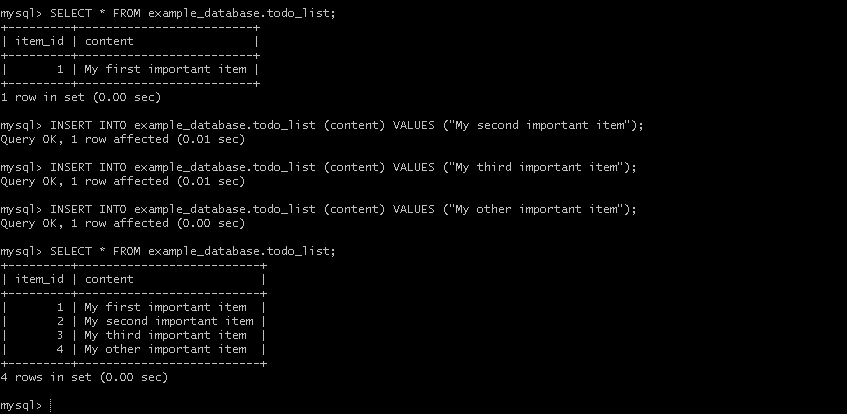 mysql> SELECT * FROM example_database.todo_list;
+---------+-------------------------+
| item_id | content                 |
+---------+-------------------------+
|       1 | My first important item |
+---------+-------------------------+
1 row in set (0.00 sec)
mysql> INSERT INTO example_database.todo_list (content) VALUES ("My second important item");
Query OK, 1 row affected (0.01 sec)
mysql> INSERT INTO example_database.todo_list (content) VALUES ("My third important item");
Query OK, 1 row affected (0.01 sec)
mysql> INSERT INTO example_database.todo_list (content) VALUES ("My other important item");
Query OK, 1 row affected (0.00 sec)
mysql> SELECT * FROM example_database.todo_list;
+---------+--------------------------+
| item_id | content                  |
+---------+--------------------------+
|       1 | My first important item  |
|       2 | My second important item |
|       3 | My third important item  |
|       4 | My other important item  |
+---------+--------------------------+
4 rows in set (0.00 sec)
mysql>